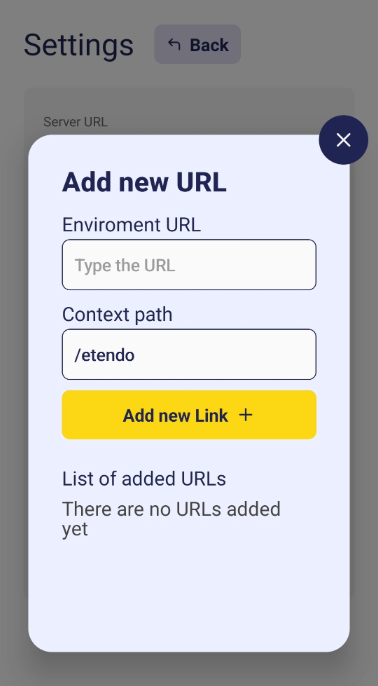 Settings
Back
Server URL
Add new URL
Enviroment URL
Type the URL
Context path
/etendo
Add new Link +
List of added URLs
There are no URLs added
yet